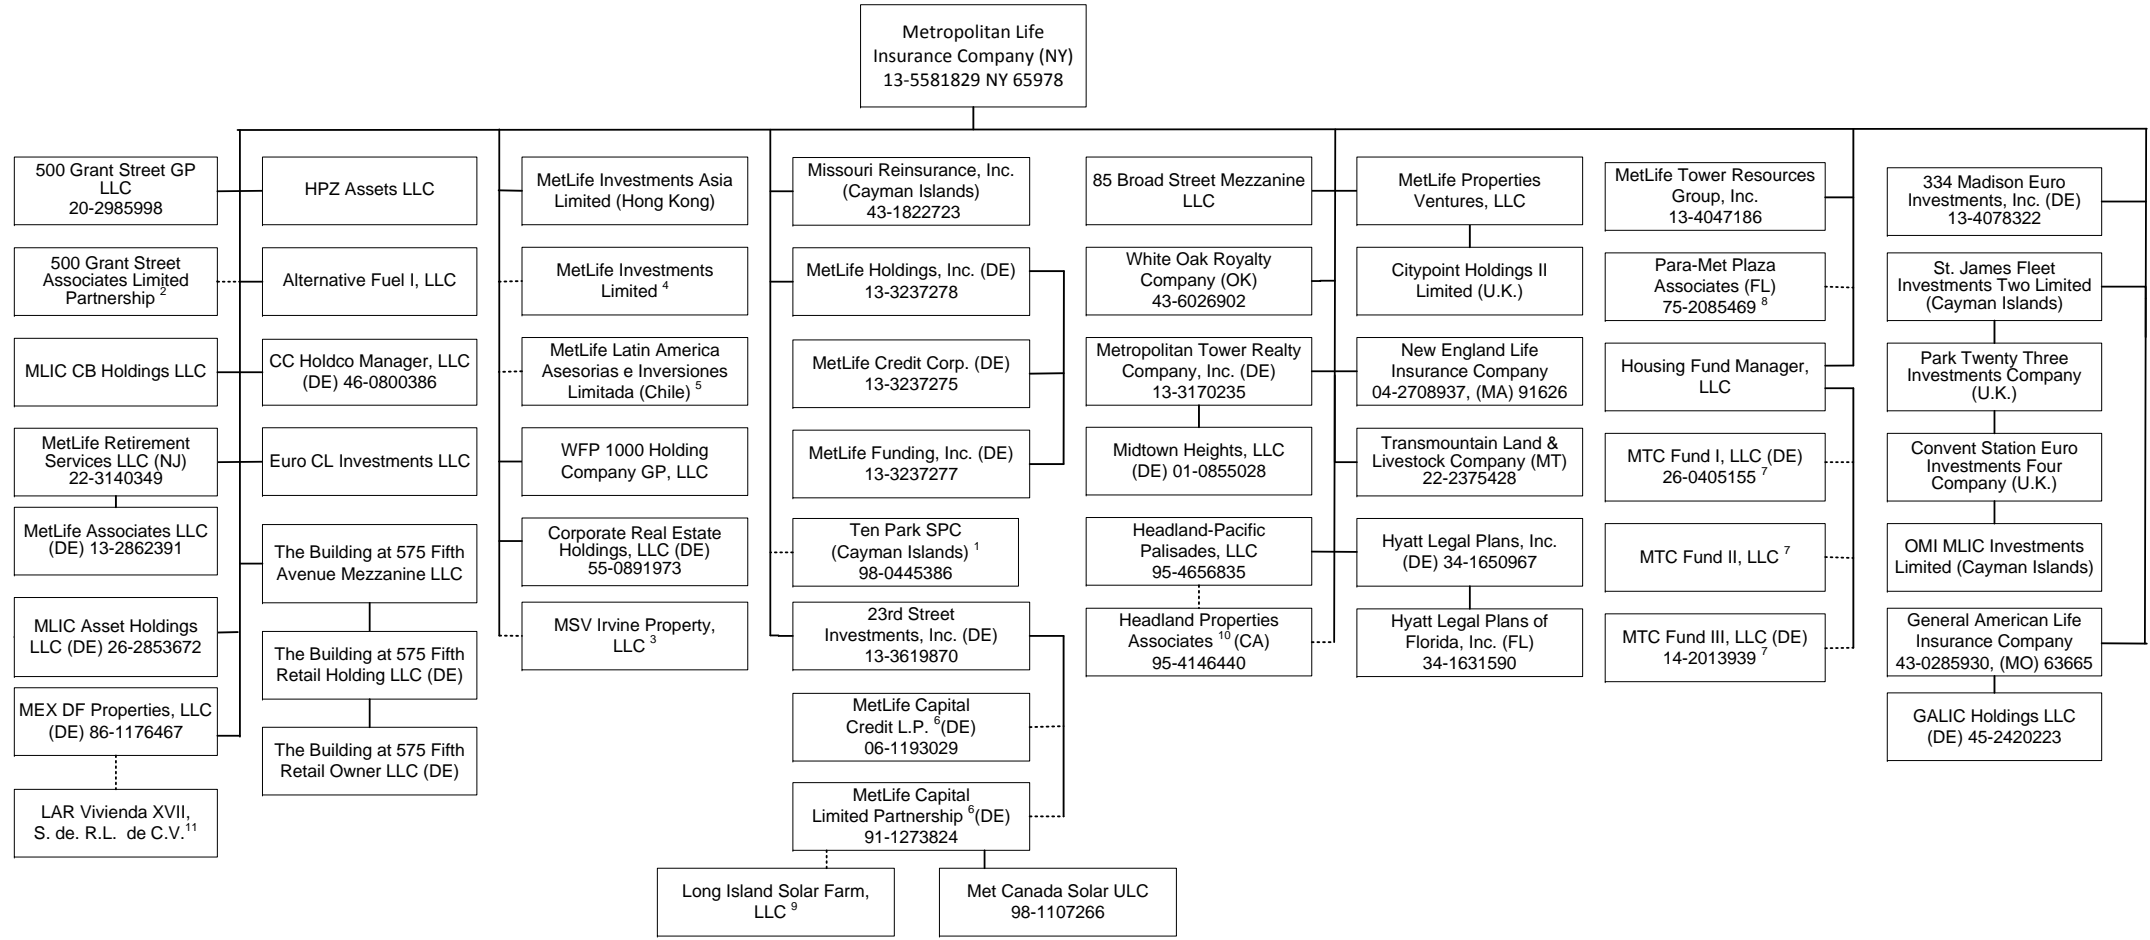 Metropolitan Life
Insurance Company (NY)
13-5581829 NY 65978
500 Grant Street GP
LLC
20-2985998
500 Grant Street
Associates Limited
Partnership 2
MLIC CB Holdings LLC
MetLife Retirement
Services LLC (NJ)
22-3140349
MetLife Associates LLC
(DE) 13-2862391
MLIC Asset Holdings
LLC (DE) 26-2853672
MEX DF Properties, LLC
(DE) 86-1176467
LAR Vivienda XVII,
S. de. R.L. de C.V.11
HPZ Assets LLC
Alternative Fuel I, LLC
CC Holdco Manager, LLC
(DE) 46-0800386
Euro CL Investments LLC
The Building at 575 Fifth
Avenue Mezzanine LLC
The Building at 575 Fifth
Retail Holding LLC (DE)
The Building at 575 Fifth
Retail Owner LLC (DE)
MetLife Investments Asia
Limited (Hong Kong)
MetLife Investments
Limited 4
MetLife Latin America
Asesorias e Inversiones
Limitada (Chile) 5
WFP 1000 Holding
Company GP, LLC
Corporate Real Estate
Holdings, LLC (DE)
55-0891973
MSV Irvine Property,
LLC 3
Missouri Reinsurance, Inc.
(Cayman Islands)
43-1822723
MetLife Holdings, Inc. (DE)
13-3237278
MetLife Credit Corp. (DE)
13-3237275
MetLife Funding, Inc. (DE)
13-3237277
Ten Park SPC
(Cayman Islands) 1
98-0445386
23rd Street
Investments, Inc. (DE)
13-3619870
MetLife Capital
Credit L.P. 6(DE)
06-1193029
MetLife Capital
Limited Partnership 6(DE)
91-1273824
Long Island Solar Farm,
LLC 9
Met Canada Solar ULC
98-1107266
85 Broad Street Mezzanine
LLC
White Oak Royalty
Company (OK)
43-6026902
Metropolitan Tower Realty
Company, Inc. (DE)
13-3170235
Midtown Heights, LLC
(DE) 01-0855028
Headland-Pacific
Palisades, LLC
95-4656835
Headland Properties
Associates 10 (CA)
95-4146440
MetLife Properties
Ventures, LLC
Citypoint Holdings II
Limited (U.K.)
New England Life
Insurance Company
04-2708937, (MA) 91626
Transmountain Land &
Livestock Company (MT)
22-2375428
Hyatt Legal Plans, Inc.
(DE) 34-1650967
Hyatt Legal Plans of
Florida, Inc. (FL)
34-1631590
MetLife Tower Resources
Group, Inc.
13-4047186
Para-Met Plaza
Associates (FL)
75-2085469 8
Housing Fund Manager,
LLC
MTC Fund I, LLC (DE)
26-0405155 7
MTC Fund II, LLC 7
MTC Fund III, LLC (DE)
14-2013939 7
334 Madison Euro
Investments, Inc. (DE)
13-4078322
St. James Fleet
Investments Two Limited
(Cayman Islands)
Park Twenty Three
Investments Company
(U.K.)
Convent Station Euro
Investments Four
Company (U.K.)
OMI MLIC Investments
Limited (Cayman Islands)
General American Life
Insurance Company
43-0285930, (MO) 63665
GALIC Holdings LLC
(DE) 45-2420223